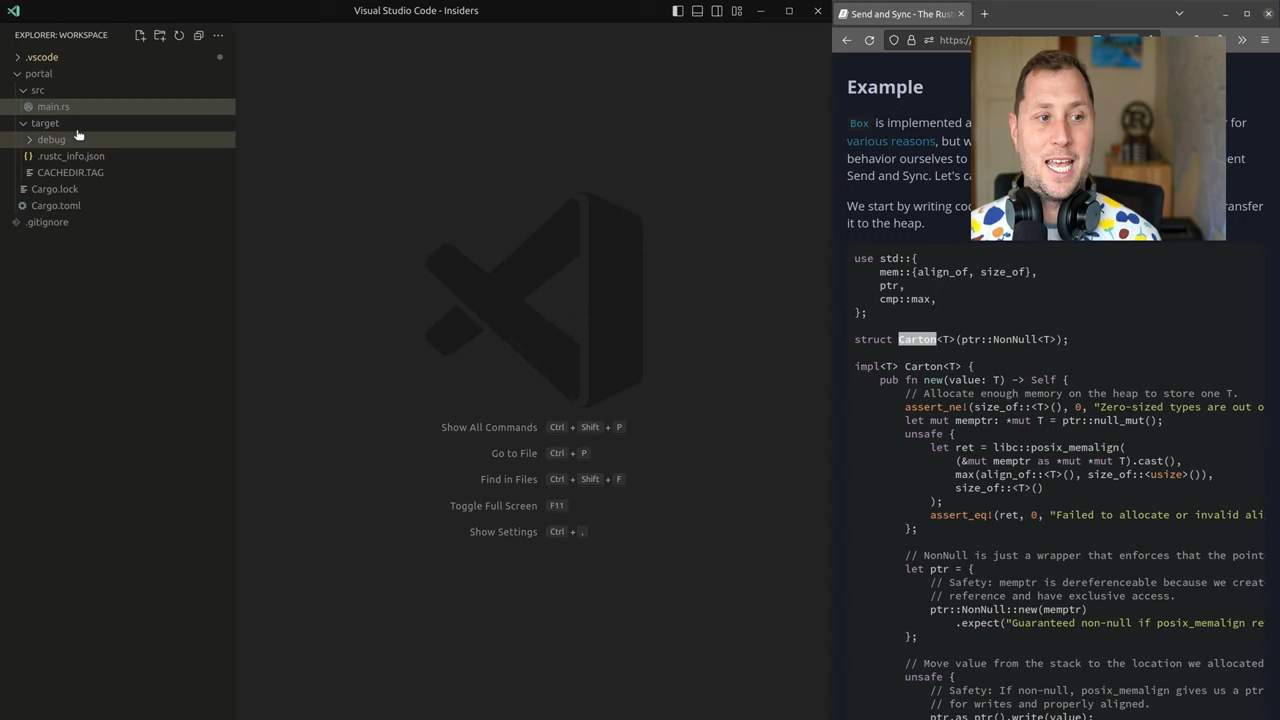 Visual Studio Code - Insiders
EXPLORER: WORKSPACE
.vscode
portal
src
main.rs
target
debug
.rustc_info.json
CACHEDIR.TAG
Cargo.lock
Cargo.toml
.gitignore
Show All Commands Ctrl + Shift + P
Go to File Ctrl + P
Find in Files Ctrl + Shift + F
Toggle Full Screen F11
Show Settings Ctrl + ,
Send and Sync - The Rust
https:
Example
Box is implemented a
for
various reasons, but w
behavior ourselves to
ent
Send and Sync. Let's ca
We start by writing co
transfer
it to the heap.
use std::{
mem::{align_of, size_of},
ptr,
cmp::max,
};
struct Carton<T>(ptr::NonNull<T>);
impl<T> Carton<T> {
pub fn new(value: T) -> Self {
// Allocate enough memory on the heap to store one T.
assert_ne!(size_of::<T>(), 0, "Zero-sized types are out o
let mut memptr: *mut T = ptr::null_mut();
unsafe {
let ret = libc::posix_memalign(
(&mut memptr as *mut *mut T).cast(),
max(align_of::<T>(), size_of::<usize>()),
size_of::<T>()
);
assert_eq!(ret, 0, "Failed to allocate or invalid ali
};
// NonNull is just a wrapper that enforces that the point
let ptr = {
// Safety: memptr is dereferenceable because we creat
// reference and have exclusive access.
ptr::NonNull::new(memptr)
.expect("Guaranteed non-null if posix_memalign re
};
// Move value from the stack to the location we allocated
unsafe {
// Safety: If non-null, posix_memalign gives us a ptr
// for writes and properly aligned.
ptr.as_ptr().write(value);